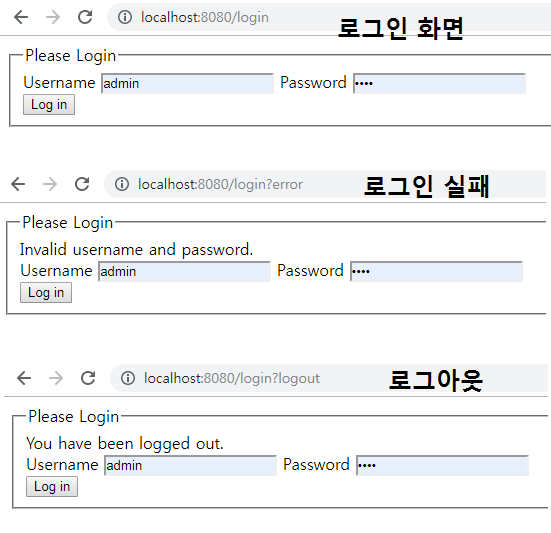 localhost:8080/login
로그인 화면
Please Login
Username admin Password ••••
Log in
localhost:8080/login?error
로그인 실패
Please Login
Invalid username and password.
Username admin Password ••••
Log in
localhost:8080/login?logout
로그아웃
Please Login
You have been logged out.
Username admin Password ••••
Log in